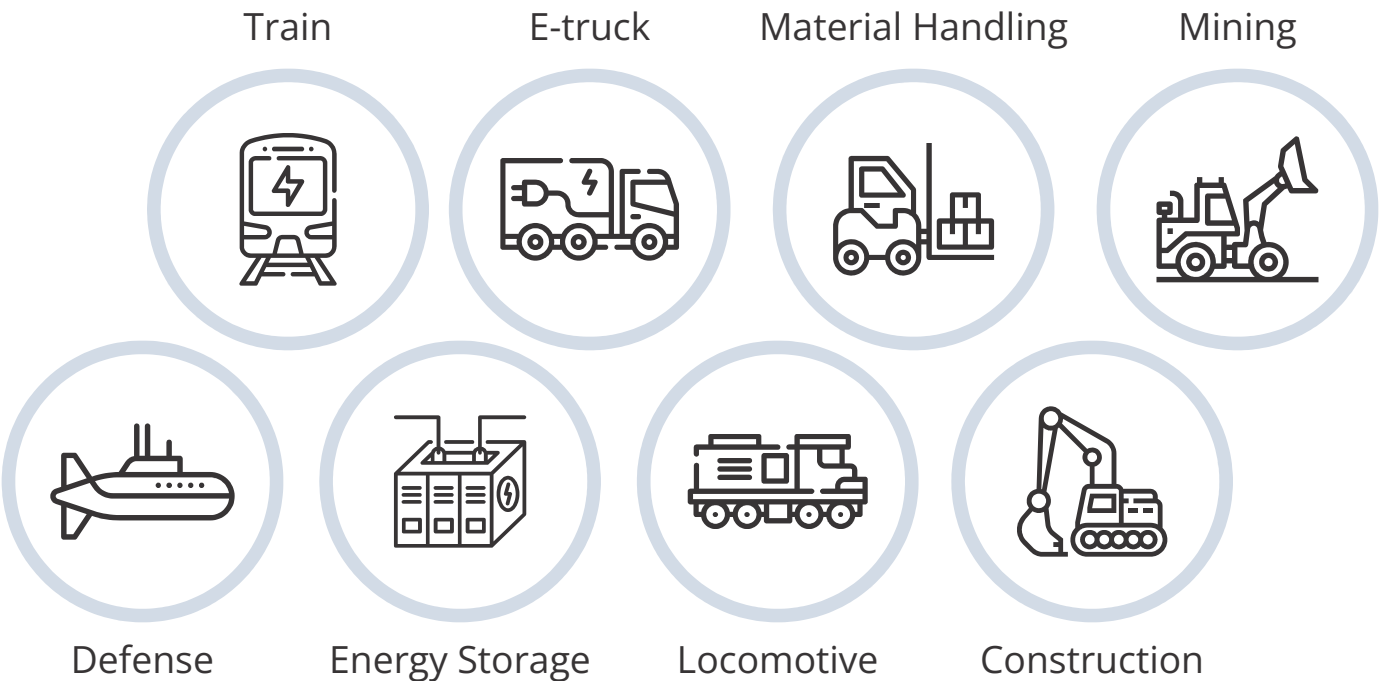 Train
E-truck
Material Handling
Mining
Defense
Energy Storage
Locomotive
Construction